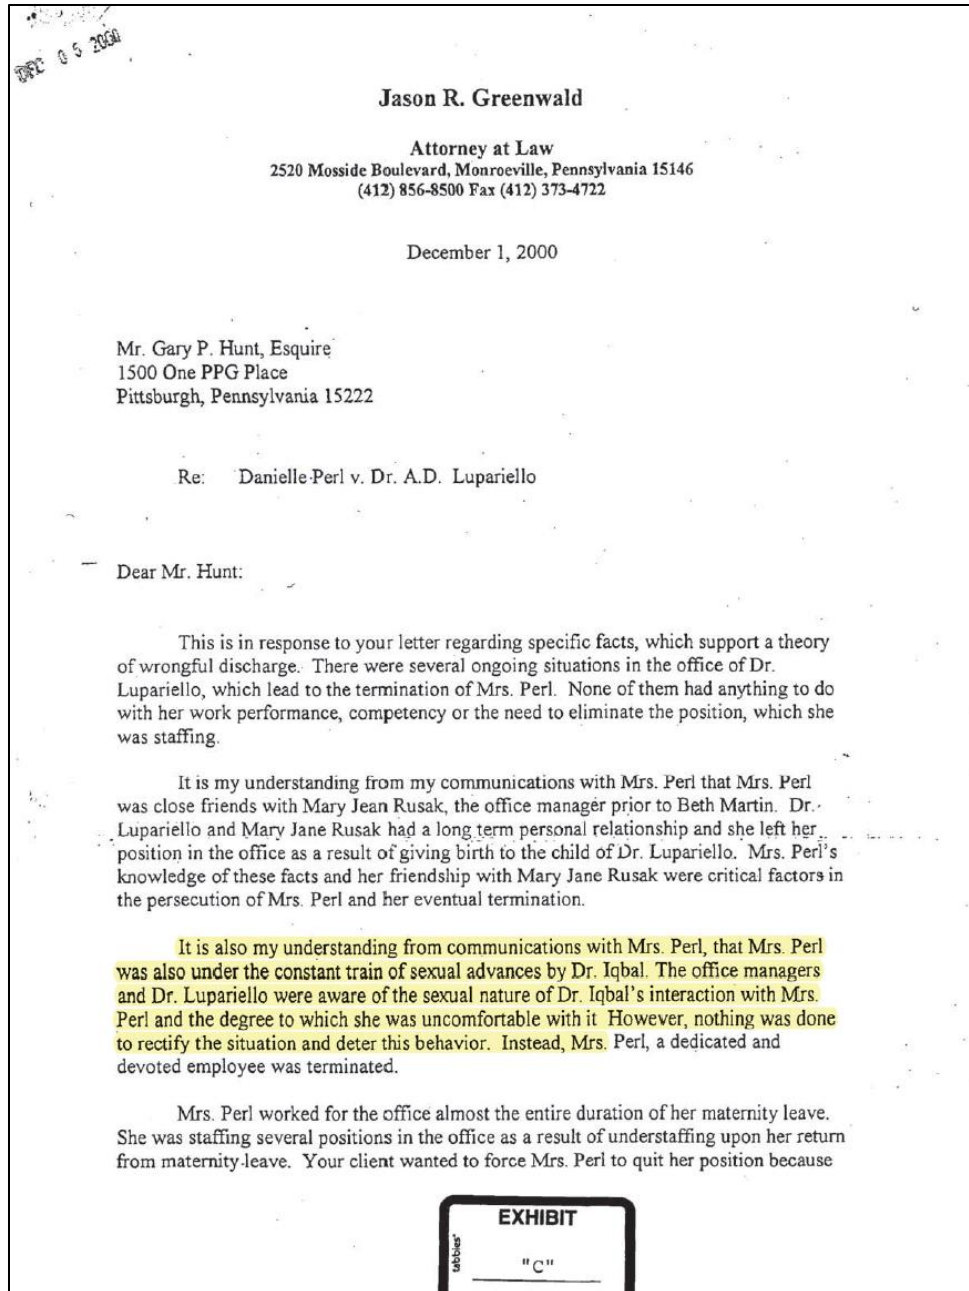 DEC 05 2000
Jason R. Greenwald
Attorney at Law
2520 Mosside Boulevard, Monroeville, Pennsylvania 15146
(412) 856-8500 Fax (412) 373-4722
December 1, 2000
Mr. Gary P. Hunt, Esquire
1500 One PPG Place
Pittsburgh, Pennsylvania 15222
Re: Danielle Perl v. Dr. A.D. Lupariello
Dear Mr. Hunt:
This is in response to your letter regarding specific facts, which support a theory
of wrongful discharge. There were several ongoing situations in the office of Dr.
Lupariello, which lead to the termination of Mrs. Perl. None of them had anything to do
with her work performance, competency or the need to eliminate the position, which she
was staffing.
It is my understanding from my communications with Mrs. Perl that Mrs. Perl
was close friends with Mary Jean Rusak, the office manager prior to Beth Martin. Dr.
Lupariello and Mary Jane Rusak had a long term personal relationship and she left her
position in the office as a result of giving birth to the child of Dr. Lupariello. Mrs. Perl's
knowledge of these facts and her friendship with Mary Jane Rusak were critical factors in
the persecution of Mrs. Perl and her eventual termination.
It is also my understanding from communications with Mrs. Perl, that Mrs. Perl
was also under the constant train of sexual advances by Dr. Iqbal. The office managers
and Dr. Lupariello were aware of the sexual nature of Dr. Iqbal's interaction with Mrs.
Perl and the degree to which she was uncomfortable with it However, nothing was done
to rectify the situation and deter this behavior. Instead, Mrs. Perl, a dedicated and
devoted employee was terminated.
Mrs. Perl worked for the office almost the entire duration of her maternity leave.
She was staffing several positions in the office as a result of understaffing upon her return
from maternity leave. Your client wanted to force Mrs. Perl to quit her position because
EXHIBIT
tabbies'
"C"